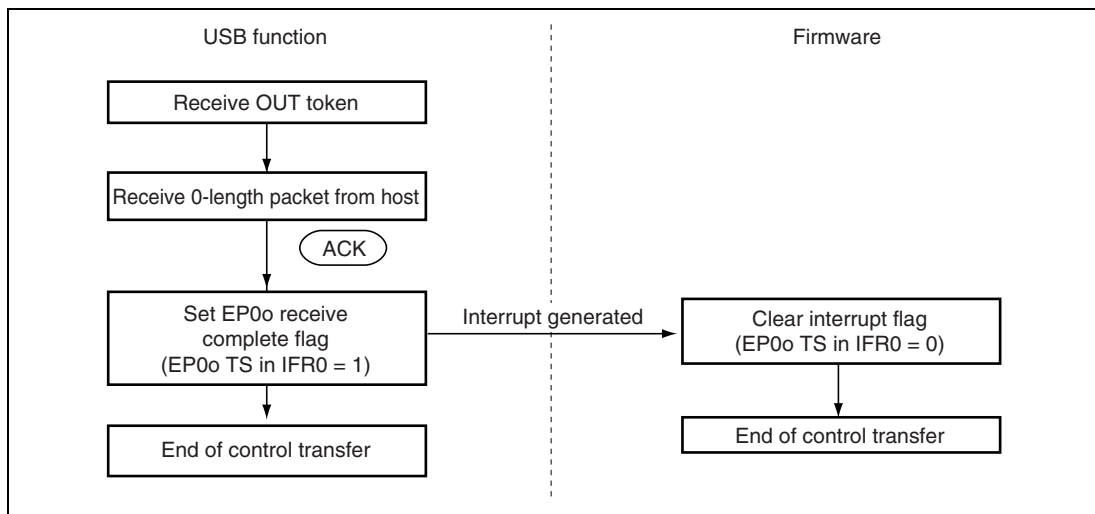 USB function
Firmware
Receive OUT token
Receive 0-length packet from host
ACK
Set EP0o receive
complete flag
(EP0o TS in IFR0 = 1)
Interrupt generated
Clear interrupt flag
(EP0o TS in IFR0 = 0)
End of control transfer
End of control transfer